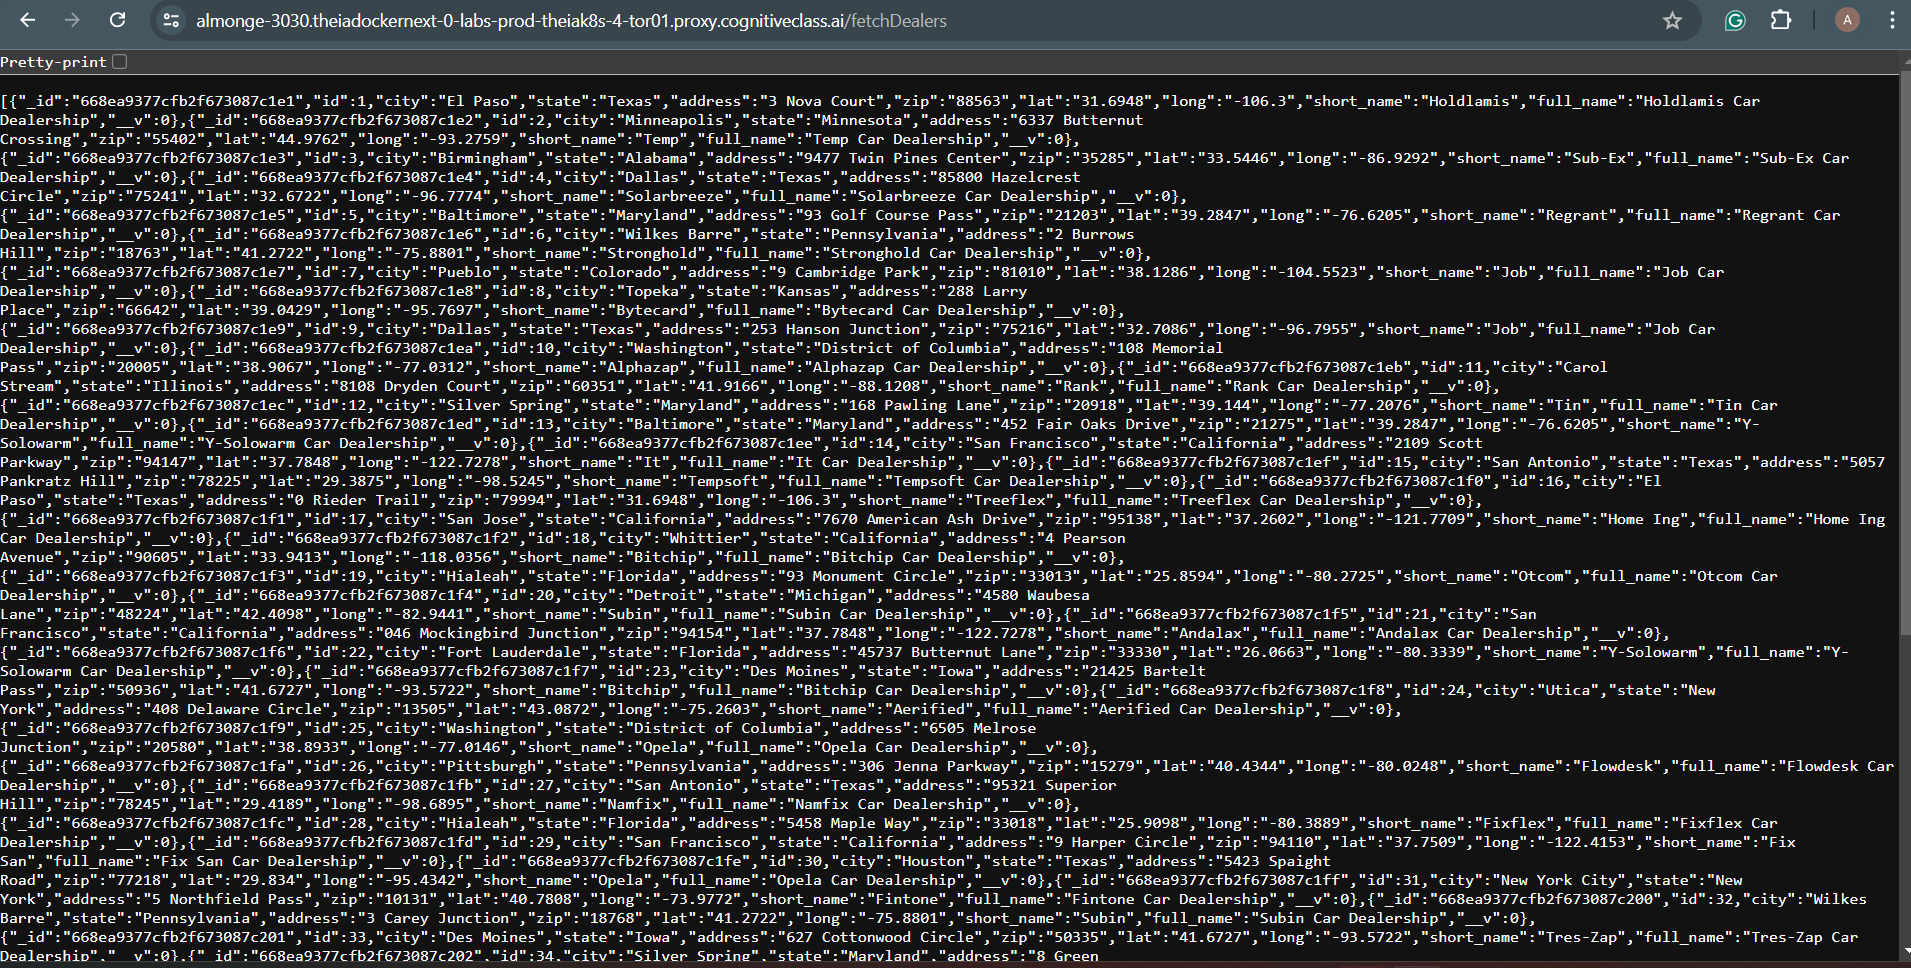 almonge-3030.theiadockernext-0-labs-prod-theiak8s-4-tor01.proxy.cognitiveclass.ai/fetchDealers
A
Pretty-print
[{"_id":"668ea9377cfb2f673087c1e1","id":1,"city":"El Paso","state":"Texas","address":"3 Nova Court","zip":"88563","lat":"31.6948","long":"-106.3","short_name":"Holdlamis","full_name":"Holdlamis Car
Dealership","__v":0},{"_id":"668ea9377cfb2f673087c1e2","id":2,"city":"Minneapolis","state":"Minnesota","address":"6337 Butternut
Crossing","zip":"55402","lat":"44.9762","long":"-93.2759","short_name":"Temp","full_name":"Temp Car Dealership","__v":0},
{"_id":"668ea9377cfb2f673087c1e3","id":3,"city":"Birmingham","state":"Alabama","address":"9477 Twin Pines Center","zip":"35285","lat":"33.5446","long":"-86.9292","short_name":"Sub-Ex","full_name":"Sub-Ex Car
Dealership","__v":0},{"_id":"668ea9377cfb2f673087c1e4","id":4,"city":"Dallas","state":"Texas","address":"85800 Hazelcrest
Circle","zip":"75241","lat":"32.6722","long":"-96.7774","short_name":"Solarbreeze","full_name":"Solarbreeze Car Dealership","__v":0},
{"_id":"668ea9377cfb2f673087c1e5","id":5,"city":"Baltimore","state":"Maryland","address":"93 Golf Course Pass","zip":"21203","lat":"39.2847","long":"-76.6205","short_name":"Regrant","full_name":"Regrant Car
Dealership","__v":0},{"_id":"668ea9377cfb2f673087c1e6","id":6,"city":"Wilkes Barre","state":"Pennsylvania","address":"2 Burrows
Hill","zip":"18763","lat":"41.2722","long":"-75.8801","short_name":"Stronghold","full_name":"Stronghold Car Dealership","__v":0},
{"_id":"668ea9377cfb2f673087c1e7","id":7,"city":"Pueblo","state":"Colorado","address":"9 Cambridge Park","zip":"81010","lat":"38.1286","long":"-104.5523","short_name":"Job","full_name":"Job Car
Dealership","__v":0},{"_id":"668ea9377cfb2f673087c1e8","id":8,"city":"Topeka","state":"Kansas","address":"288 Larry
Place","zip":"66642","lat":"39.0429","long":"-95.7697","short_name":"Bytecard","full_name":"Bytecard Car Dealership","__v":0},
{"_id":"668ea9377cfb2f673087c1e9","id":9,"city":"Dallas","state":"Texas","address":"253 Hanson Junction","zip":"75216","lat":"32.7086","long":"-96.7955","short_name":"Job","full_name":"Job Car
Dealership","__v":0},{"_id":"668ea9377cfb2f673087c1ea","id":10,"city":"Washington","state":"District of Columbia","address":"108 Memorial
Pass","zip":"20005","lat":"38.9067","long":"-77.0312","short_name":"Alphazap","full_name":"Alphazap Car Dealership","__v":0},{"_id":"668ea9377cfb2f673087c1eb","id":11,"city":"Carol
Stream","state":"Illinois","address":"8108 Dryden Court","zip":"60351","lat":"41.9166","long":"-88.1208","short_name":"Rank","full_name":"Rank Car Dealership","__v":0},
{"_id":"668ea9377cfb2f673087c1ec","id":12,"city":"Silver Spring","state":"Maryland","address":"168 Pawling Lane","zip":"20918","lat":"39.144","long":"-77.2076","short_name":"Tin","full_name":"Tin Car
Dealership","__v":0},{"_id":"668ea9377cfb2f673087c1ed","id":13,"city":"Baltimore","state":"Maryland","address":"452 Fair Oaks Drive","zip":"21275","lat":"39.2847","long":"-76.6205","short_name":"Y-
Solowarm","full_name":"Y-Solowarm Car Dealership","__v":0},{"_id":"668ea9377cfb2f673087c1ee","id":14,"city":"San Francisco","state":"California","address":"2109 Scott
Parkway","zip":"94147","lat":"37.7848","long":"-122.7278","short_name":"It","full_name":"It Car Dealership","__v":0},{"_id":"668ea9377cfb2f673087c1ef","id":15,"city":"San Antonio","state":"Texas","address":"5057
Pankratz Hill","zip":"78225","lat":"29.3875","long":"-98.5245","short_name":"Tempsoft","full_name":"Tempsoft Car Dealership","__v":0},{"_id":"668ea9377cfb2f673087c1f0","id":16,"city":"El
Paso","state":"Texas","address":"0 Rieder Trail","zip":"79994","lat":"31.6948","long":"-106.3","short_name":"Treeflex","full_name":"Treeflex Car Dealership","__v":0},
{"_id":"668ea9377cfb2f673087c1f1","id":17,"city":"San Jose","state":"California","address":"7670 American Ash Drive","zip":"95138","lat":"37.2602","long":"-121.7709","short_name":"Home Ing","full_name":"Home Ing
Car Dealership","__v":0},{"_id":"668ea9377cfb2f673087c1f2","id":18,"city":"Whittier","state":"California","address":"4 Pearson
Avenue","zip":"90605","lat":"33.9413","long":"-118.0356","short_name":"Bitchip","full_name":"Bitchip Car Dealership","__v":0},
{"_id":"668ea9377cfb2f673087c1f3","id":19,"city":"Hialeah","state":"Florida","address":"93 Monument Circle","zip":"33013","lat":"25.8594","long":"-80.2725","short_name":"Otcom","full_name":"Otcom Car
Dealership","__v":0},{"_id":"668ea9377cfb2f673087c1f4","id":20,"city":"Detroit","state":"Michigan","address":"4580 Waubesa
Lane","zip":"48224","lat":"42.4098","long":"-82.9441","short_name":"Subin","full_name":"Subin Car Dealership","__v":0},{"_id":"668ea9377cfb2f673087c1f5","id":21,"city":"San
Francisco","state":"California","address":"046 Mockingbird Junction","zip":"94154","lat":"37.7848","long":"-122.7278","short_name":"Andalax","full_name":"Andalax Car Dealership","__v":0},
{"_id":"668ea9377cfb2f673087c1f6","id":22,"city":"Fort Lauderdale","state":"Florida","address":"45737 Butternut Lane","zip":"33330","lat":"26.0663","long":"-80.3339","short_name":"Y-Solowarm","full_name":"Y-
Solowarm Car Dealership","__v":0},{"_id":"668ea9377cfb2f673087c1f7","id":23,"city":"Des Moines","state":"Iowa","address":"21425 Bartelt
Pass","zip":"50936","lat":"41.6727","long":"-93.5722","short_name":"Bitchip","full_name":"Bitchip Car Dealership","__v":0},{"_id":"668ea9377cfb2f673087c1f8","id":24,"city":"Utica","state":"New
York","address":"408 Delaware Circle","zip":"13505","lat":"43.0872","long":"-75.2603","short_name":"Aerified","full_name":"Aerified Car Dealership","__v":0},
{"_id":"668ea9377cfb2f673087c1f9","id":25,"city":"Washington","state":"District of Columbia","address":"6505 Melrose
Junction","zip":"20580","lat":"38.8933","long":"-77.0146","short_name":"Opela","full_name":"Opela Car Dealership","__v":0},
{"_id":"668ea9377cfb2f673087c1fa","id":26,"city":"Pittsburgh","state":"Pennsylvania","address":"306 Jenna Parkway","zip":"15279","lat":"40.4344","long":"-80.0248","short_name":"Flowdesk","full_name":"Flowdesk Car
Dealership","__v":0},{"_id":"668ea9377cfb2f673087c1fb","id":27,"city":"San Antonio","state":"Texas","address":"95321 Superior
Hill","zip":"78245","lat":"29.4189","long":"-98.6895","short_name":"Namfix","full_name":"Namfix Car Dealership","__v":0},
{"_id":"668ea9377cfb2f673087c1fc","id":28,"city":"Hialeah","state":"Florida","address":"5458 Maple Way","zip":"33018","lat":"25.9098","long":"-80.3889","short_name":"Fixflex","full_name":"Fixflex Car
Dealership","__v":0},{"_id":"668ea9377cfb2f673087c1fd","id":29,"city":"San Francisco","state":"California","address":"9 Harper Circle","zip":"94110","lat":"37.7509","long":"-122.4153","short_name":"Fix
San","full_name":"Fix San Car Dealership","__v":0},{"_id":"668ea9377cfb2f673087c1fe","id":30,"city":"Houston","state":"Texas","address":"5423 Spaight
Road","zip":"77218","lat":"29.834","long":"-95.4342","short_name":"Opela","full_name":"Opela Car Dealership","__v":0},{"_id":"668ea9377cfb2f673087c1ff","id":31,"city":"New York City","state":"New
York","address":"5 Northfield Pass","zip":"10131","lat":"40.7808","long":"-73.9772","short_name":"Fintone","full_name":"Fintone Car Dealership","__v":0},{"_id":"668ea9377cfb2f673087c200","id":32,"city":"Wilkes
Barre","state":"Pennsylvania","address":"3 Carey Junction","zip":"18768","lat":"41.2722","long":"-75.8801","short_name":"Subin","full_name":"Subin Car Dealership","__v":0},
{"_id":"668ea9377cfb2f673087c201","id":33,"city":"Des Moines","state":"Iowa","address":"627 Cottonwood Circle","zip":"50335","lat":"41.6727","long":"-93.5722","short_name":"Tres-Zap","full_name":"Tres-Zap Car
Dealership","__v":0},{"_id":"668ea9377cfb2f673087c202","id":34,"city":"Silver Spring","state":"Maryland","address":"8 Green